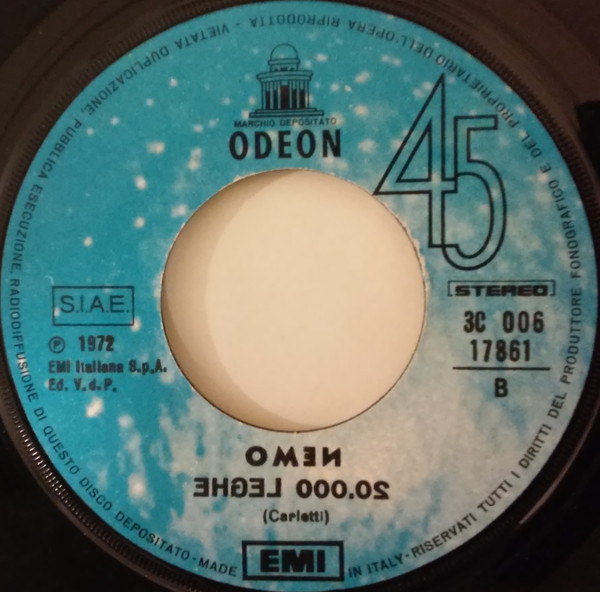 MARCHIO DEPOSITATO
ODEON
45
STEREO
S.I.A.E.
3C 006
17861
B
Ⓟ 1972
EMI Italiana S.p.A.
Ed. V. d. P.
NEMO
20.000 LEGHE
(Carletti)
EMI
MADE IN ITALY - RISERVATI TUTTI I DIRITTI DEL PRODUTTORE FONOGRAFICO E DEL PROPRIETARIO DELL'OPERA RIPRODOTTA - VIETATA DUPLICAZIONE, PUBBLICA ESECUZIONE, RADIODIFFUSIONE DI QUESTO DISCO DEPOSITATO -